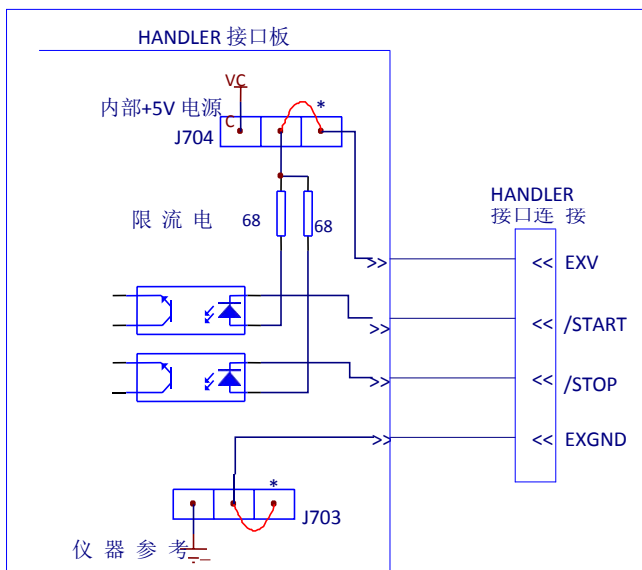 HANDLER 接口板
VC
C
内部+5V 电源
*
J704
限 流 电
68
68
HANDLER
接口连 接
>>
<< EXV
>>
<< /START
>>
<< /STOP
>>
<< EXGND
*
J703
仪 器 参 考